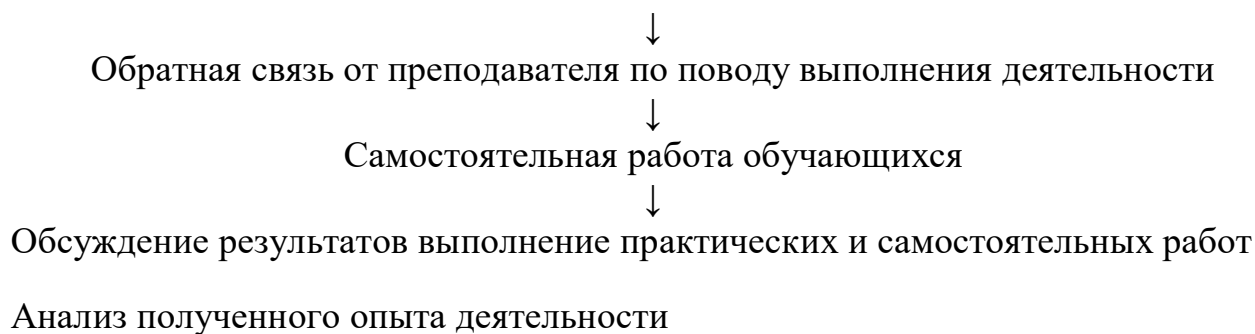 ↓
Обратная связь от преподавателя по поводу выполнения деятельности
↓
Самостоятельная работа обучающихся
↓
Обсуждение результатов выполнение практических и самостоятельных работ
Анализ полученного опыта деятельности